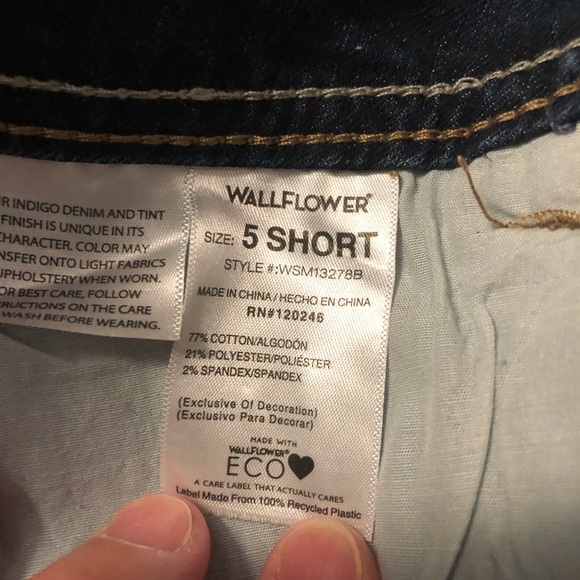 R INDIGO DENIM AND TINT
FINISH IS UNIQUE IN ITS
CHARACTER. COLOR MAY
NSFER ONTO LIGHT FABRICS
UPHOLSTERY WHEN WORN.
OR BEST CARE, FOLLOW
TRUCTIONS ON THE CARE
WASH BEFORE WEARING.
WALLFLOWER®
SIZE: 5 SHORT
STYLE #:WSM13278B
MADE IN CHINA / HECHO EN CHINA
RN#120246
77% COTTON/ALGODÓN
21% POLYESTER/POLIÉSTER
2% SPANDEX/SPANDEX
(Exclusive Of Decoration)
(Exclusivo Para Decorar)
MADE WITH
WALLFLOWER®
ECO
A CARE LABEL THAT ACTUALLY CARES
Label Made From 100% Recycled Plastic